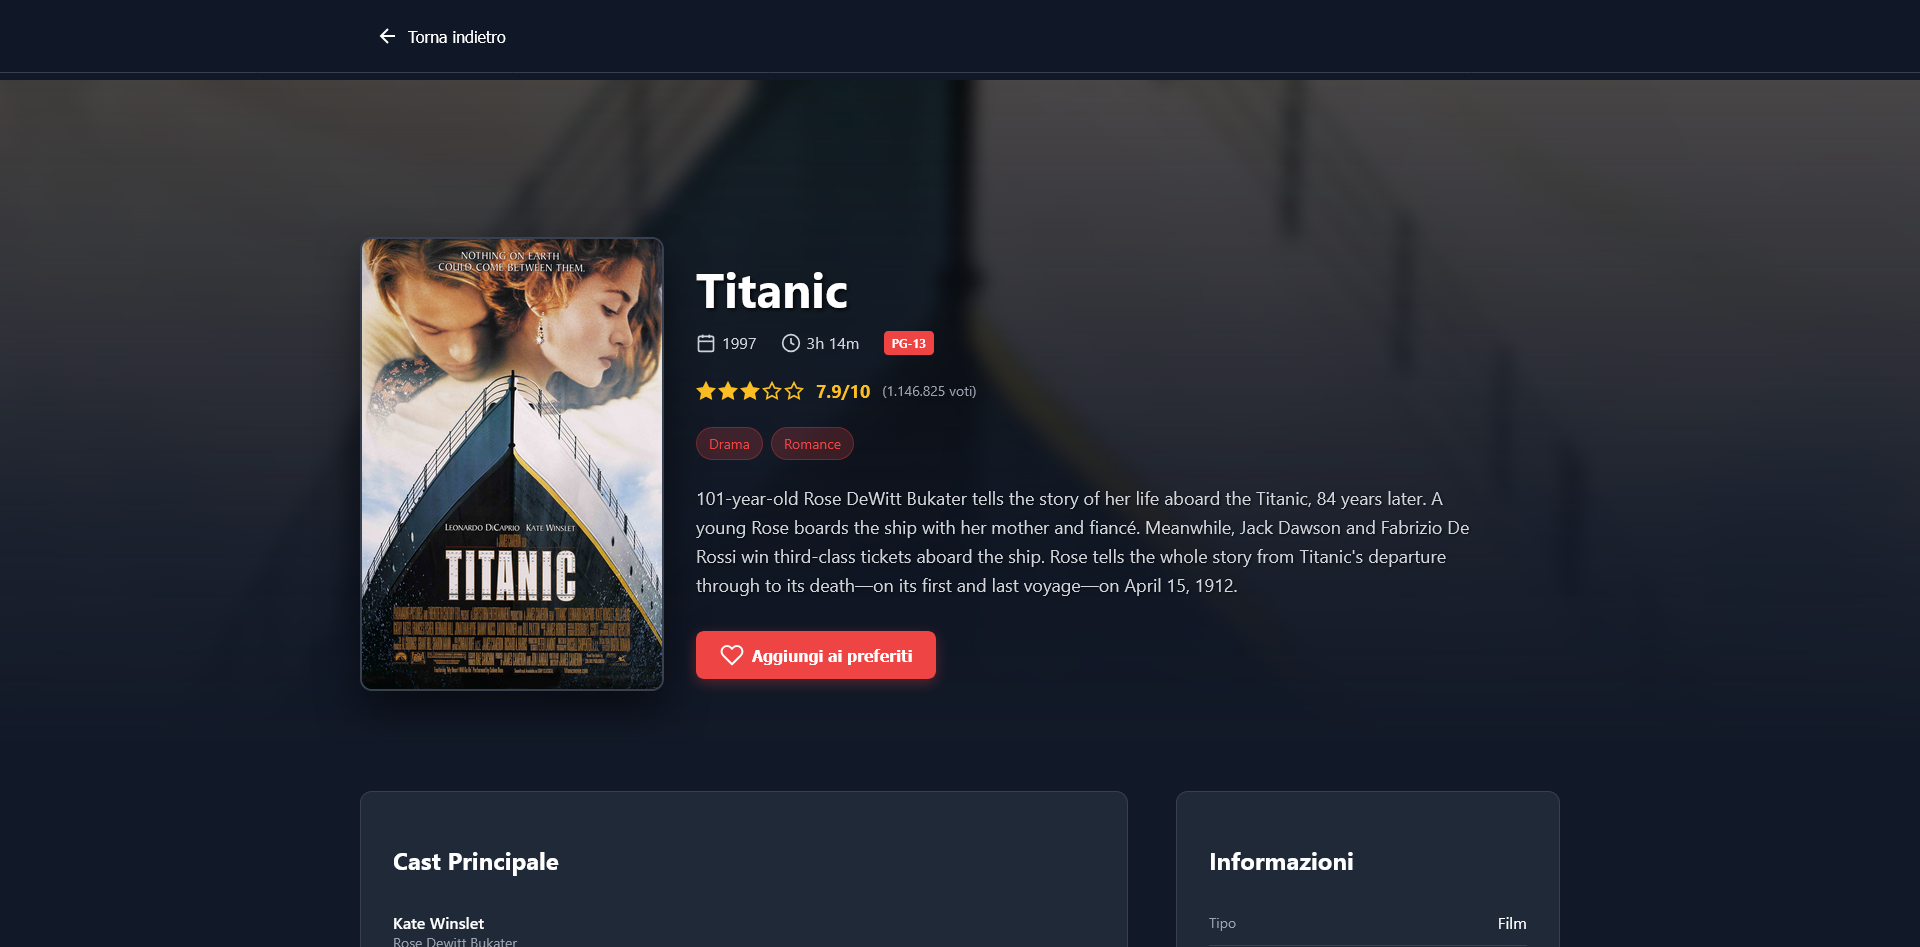 Torna indietro
NOTHING ON EARTH
COULD COME BETWEEN THEM.
LEONARDO DICAPRIO KATE WINSLET
TITANIC
Titanic
1997 3h 14m PG-13
7.9/10 (1.146.825 voti)
Drama Romance
101-year-old Rose DeWitt Bukater tells the story of her life aboard the Titanic, 84 years later. A
young Rose boards the ship with her mother and fiancé. Meanwhile, Jack Dawson and Fabrizio De
Rossi win third-class tickets aboard the ship. Rose tells the whole story from Titanic's departure
through to its death—on its first and last voyage—on April 15, 1912.
Aggiungi ai preferiti
Cast Principale
Kate Winslet
Rose Dewitt Bukater
Informazioni
Tipo Film